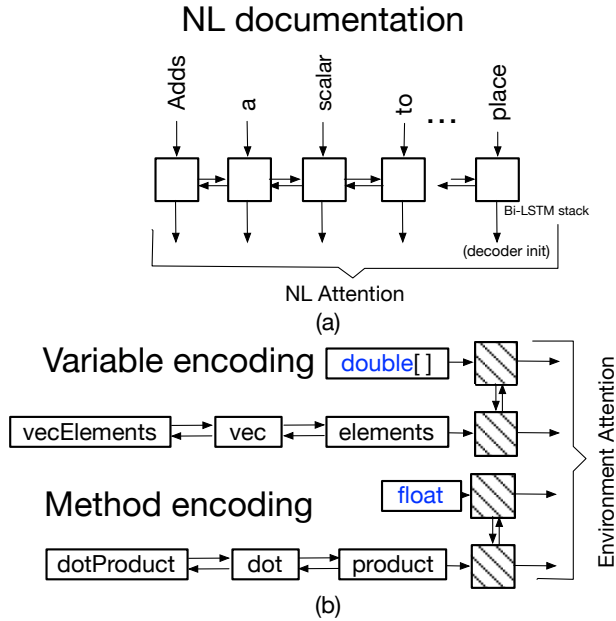 NL documentation
Adds a scalar to ... place
Bi-LSTM stack
(decoder init)
NL Attention
(a)
Variable encoding
double[]
vecElements vec elements
Method encoding
float
dotProduct dot product
Environment Attention
(b)